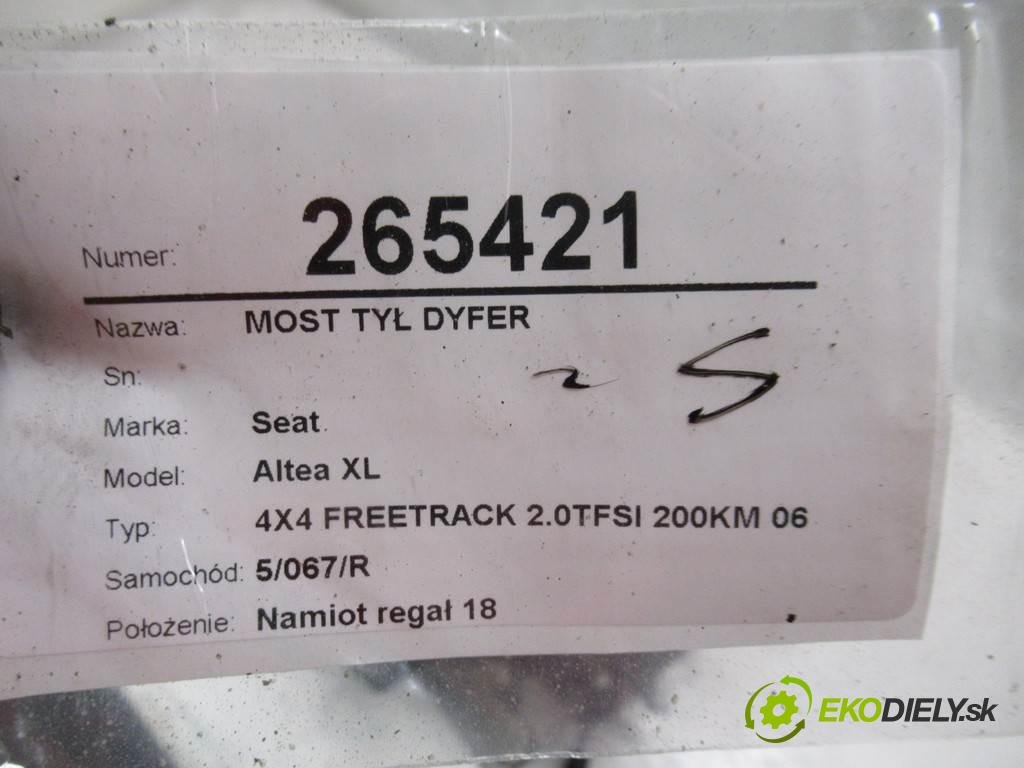 Numer: 265421
Nazwa: MOST TYŁ DYFER
Sn:
Marka: Seat
Model: Altea XL
Typ: 4X4 FREETRACK 2.0TFSI 200KM 06
Samochód: 5/067/R
Położenie: Namiot regał 18
EKODIELY.sk